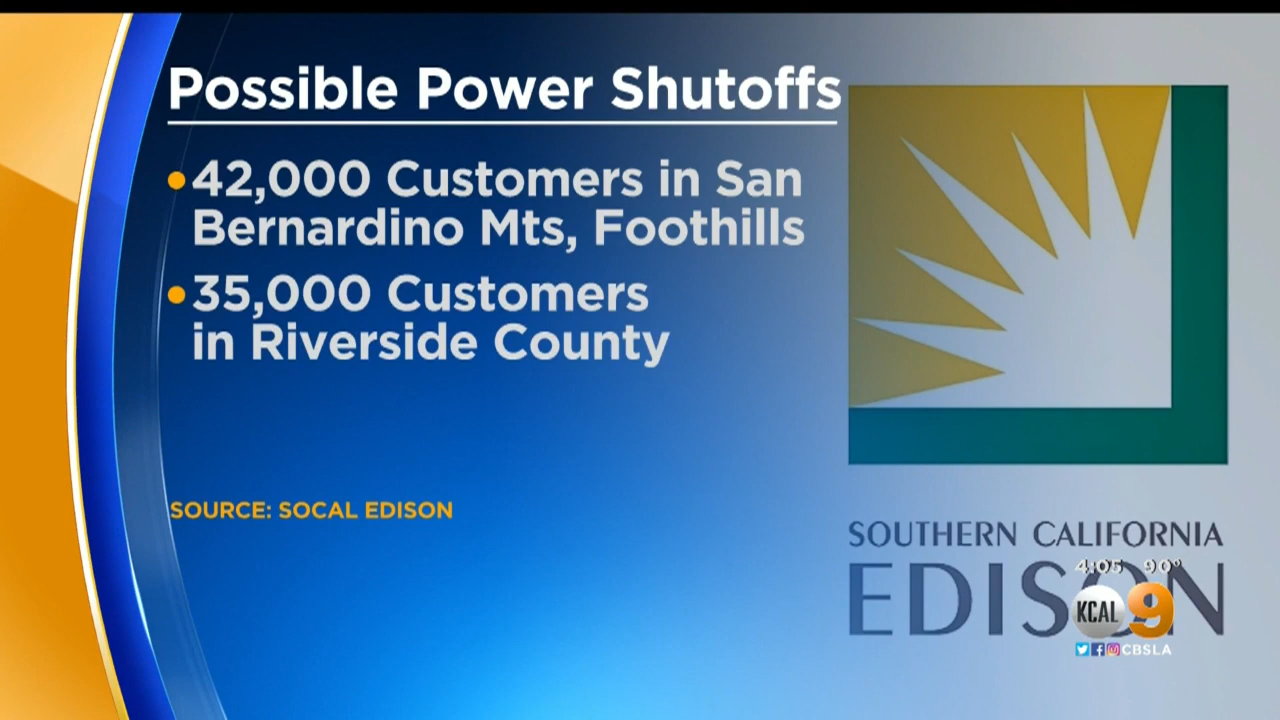 Possible Power Shutoffs
•42,000 Customers in San
Bernardino Mts, Foothills
•35,000 Customers
in Riverside County
SOURCE: SOCAL EDISON
SOUTHERN CALIFORNIA
EDISON
4:05 90°
KCAL 9
CBSLA